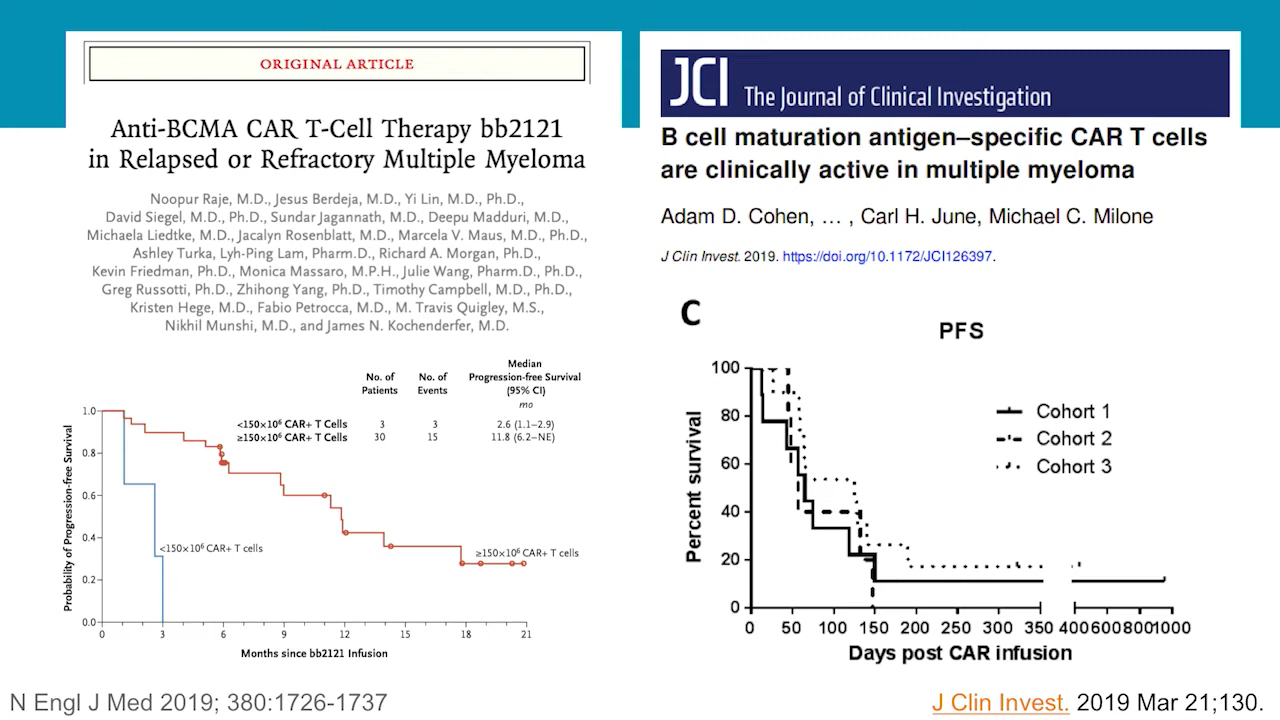 ORIGINAL ARTICLE
Anti-BCMA CAR T-Cell Therapy bb2121
in Relapsed or Refractory Multiple Myeloma
Noopur Raje, M.D., Jesus Berdeja, M.D., Yi Lin, M.D., Ph.D.,
David Siegel, M.D., Ph.D., Sundar Jagannath, M.D., Deepu Madduri, M.D.,
Michaela Liedtke, M.D., Jacalyn Rosenblatt, M.D., Marcela V. Maus, M.D., Ph.D.,
Ashley Turka, Lyh-Ping Lam, Pharm.D., Richard A. Morgan, Ph.D.,
Kevin Friedman, Ph.D., Monica Massaro, M.P.H., Julie Wang, Pharm.D., Ph.D.,
Greg Russotti, Ph.D., Zhihong Yang, Ph.D., Timothy Campbell, M.D., Ph.D.,
Kristen Hege, M.D., Fabio Petrocca, M.D., M. Travis Quigley, M.S.,
Nikhil Munshi, M.D., and James N. Kochenderfer, M.D.
No. of Patients
No. of Events
Median Progression-free Survival (95% CI)
mo
<150×10⁶ CAR+ T Cells 3 3 2.6 (1.1–2.9)
≥150×10⁶ CAR+ T Cells 30 15 11.8 (6.2–NE)
Probability of Progression-free Survival
1.0
0.8
0.6
0.4
0.2
0.0
<150×10⁶ CAR+ T cells
≥150×10⁶ CAR+ T cells
0 3 6 9 12 15 18 21
Months since bb2121 Infusion
N Engl J Med 2019; 380:1726-1737
JCI The Journal of Clinical Investigation
B cell maturation antigen–specific CAR T cells
are clinically active in multiple myeloma
Adam D. Cohen, … , Carl H. June, Michael C. Milone
J Clin Invest. 2019. https://doi.org/10.1172/JCI126397.
C
PFS
Percent survival
100
80
60
40
20
0
Cohort 1
Cohort 2
Cohort 3
0 50 100 150 200 250 300 350 400 600 800 1000
Days post CAR infusion
J Clin Invest. 2019 Mar 21;130.